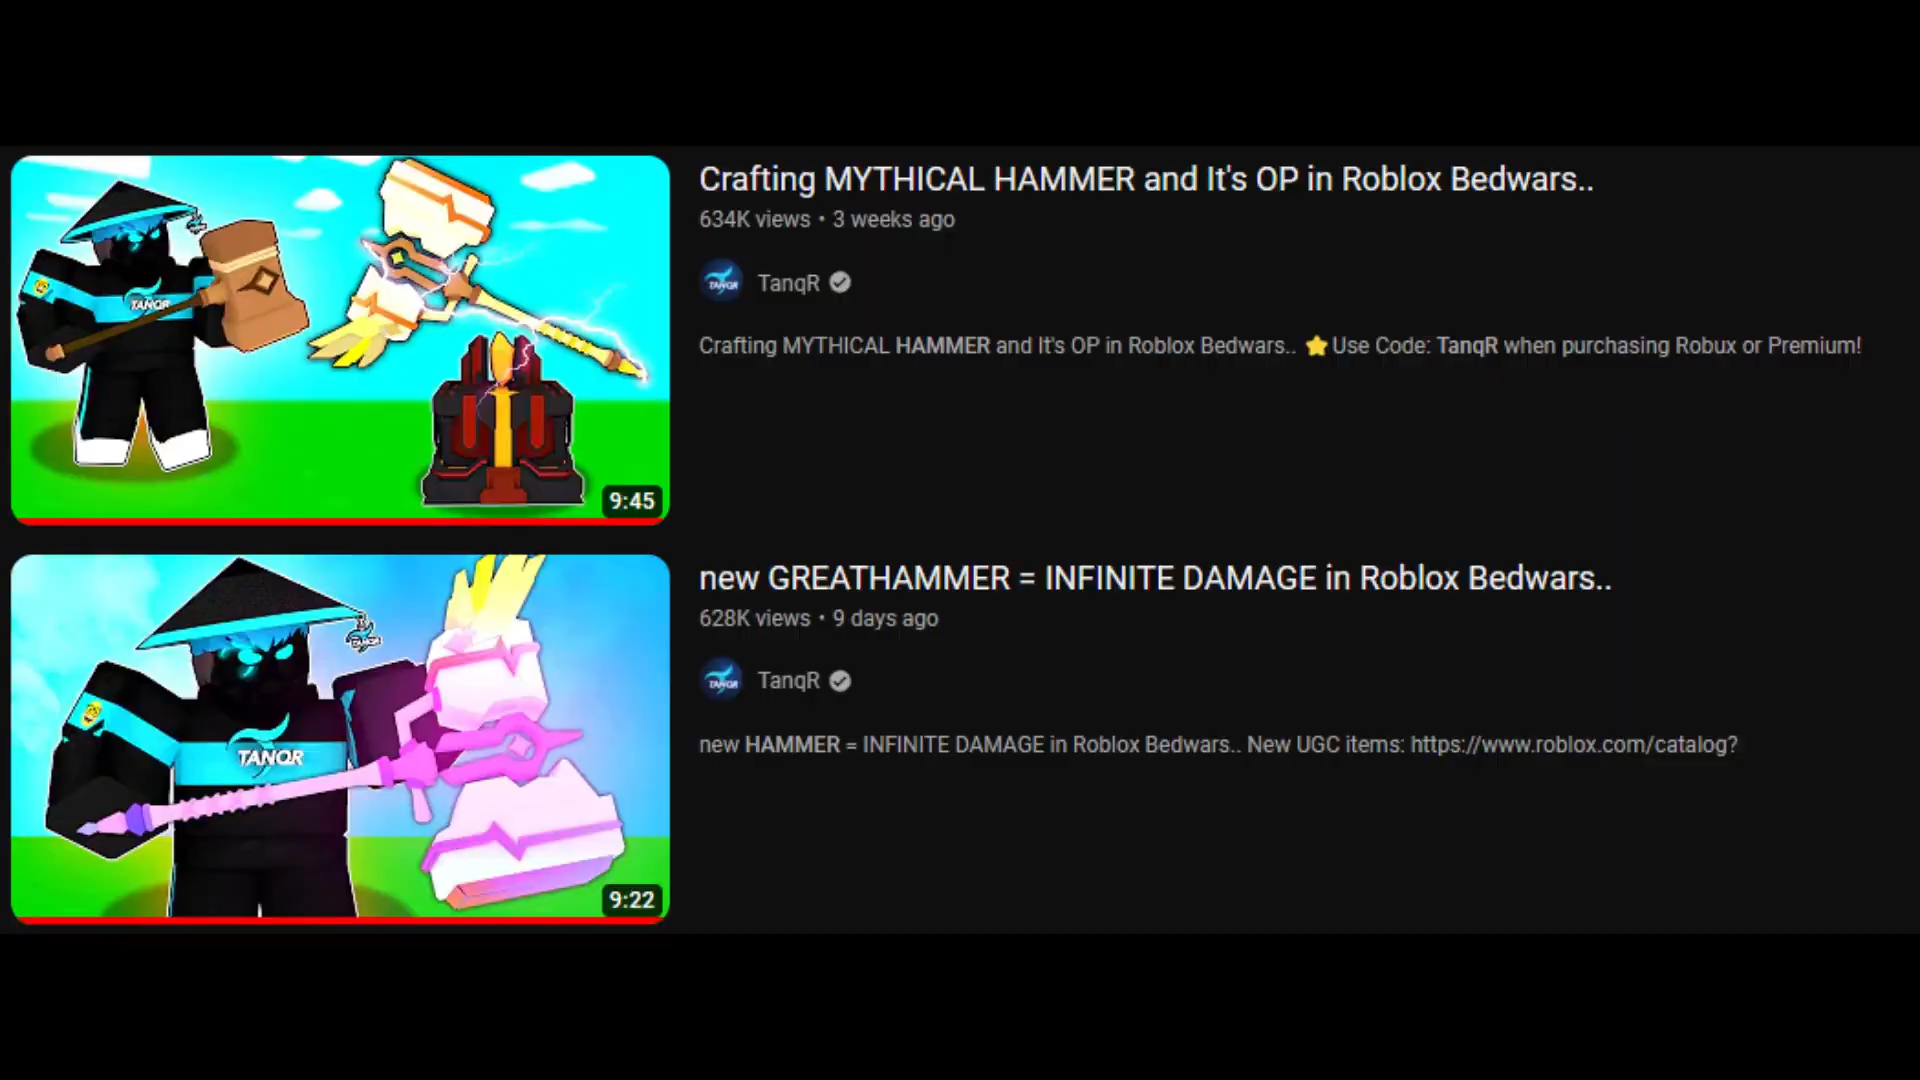 Crafting MYTHICAL HAMMER and It's OP in Roblox Bedwars..
634K views • 3 weeks ago
TANQR
TANQR
TanqR
Crafting MYTHICAL HAMMER and It's OP in Roblox Bedwars.. ⭐Use Code: TanqR when purchasing Robux or Premium!
9:45
new GREATHAMMER = INFINITE DAMAGE in Roblox Bedwars..
628K views • 9 days ago
TANQR
TANQR
TANQR
TanqR
new HAMMER = INFINITE DAMAGE in Roblox Bedwars.. New UGC items: https://www.roblox.com/catalog?
9:22